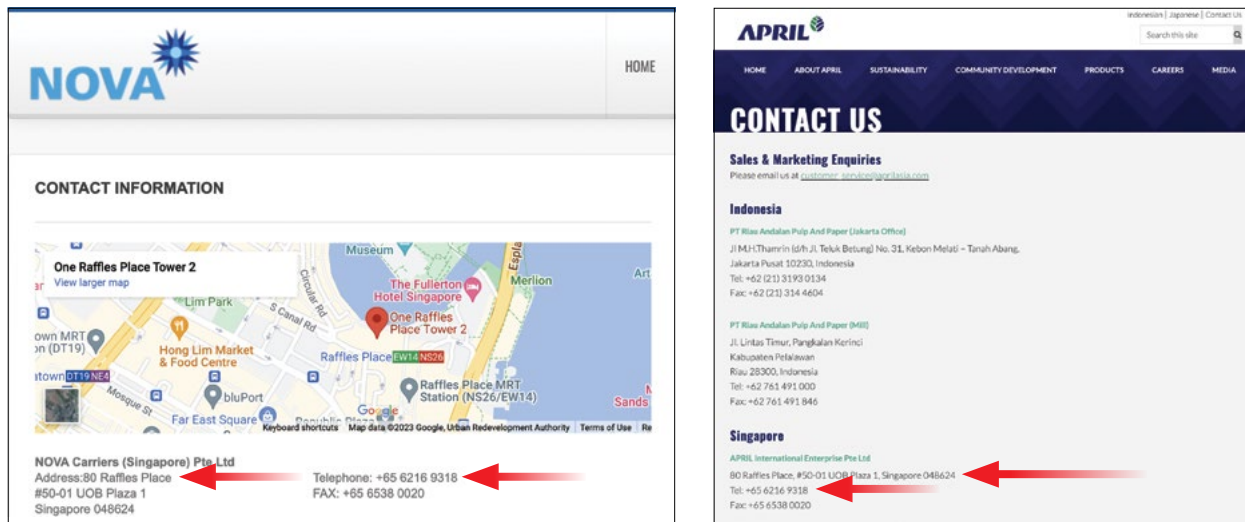 NOVA
HOME
CONTACT INFORMATION
One Raffles Place Tower 2
View larger map
Museum
Lim Park
S Canal Rd
Circular Rd
The Fullerton
Hotel Singapore
Merlion
Art
One Raffles
Place Tower 2
own MRT
on (DT19)
Hong Lim Market
& Food Centre
Raffles Place EW14 NS26
atown DT19 NE4
Mosque St
bluPort
Raffles Place MRT
Station (NS26/EW14)
Sands
Far East Square
Google
Keyboard shortcuts Map data ©2023 Google, Urban Redevelopment Authority Terms of Use Re
NOVA Carriers (Singapore) Pte Ltd
Address:80 Raffles Place
#50-01 UOB Plaza 1
Singapore 048624
Telephone: +65 6216 9318
FAX: +65 6538 0020
Indonesian | Japanese | Contact Us
APRIL
Search this site
HOME ABOUT APRIL SUSTAINABILITY COMMUNITY DEVELOPMENT PRODUCTS CAREERS MEDIA
CONTACT US
Sales & Marketing Enquiries
Please email us at customer_service@aprilasia.com
Indonesia
PT Riau Andalan Pulp And Paper (Jakarta Office)
Jl M.H.Thamrin (d/h Jl. Teluk Betung) No. 31, Kebon Melati – Tanah Abang,
Jakarta Pusat 10230, Indonesia
Tel: +62 (21) 3193 0134
Fax: +62 (21) 314 4604
PT Riau Andalan Pulp And Paper (Mill)
Jl. Lintas Timur, Pangkalan Kerinci
Kabupaten Pelalawan
Riau 28300, Indonesia
Tel: +62 761 491 000
Fax: +62 761 491 846
Singapore
APRIL International Enterprise Pte Ltd
80 Raffles Place, #50-01 UOB Plaza 1, Singapore 048624
Tel: +65 6216 9318
Fax: +65 6538 0020